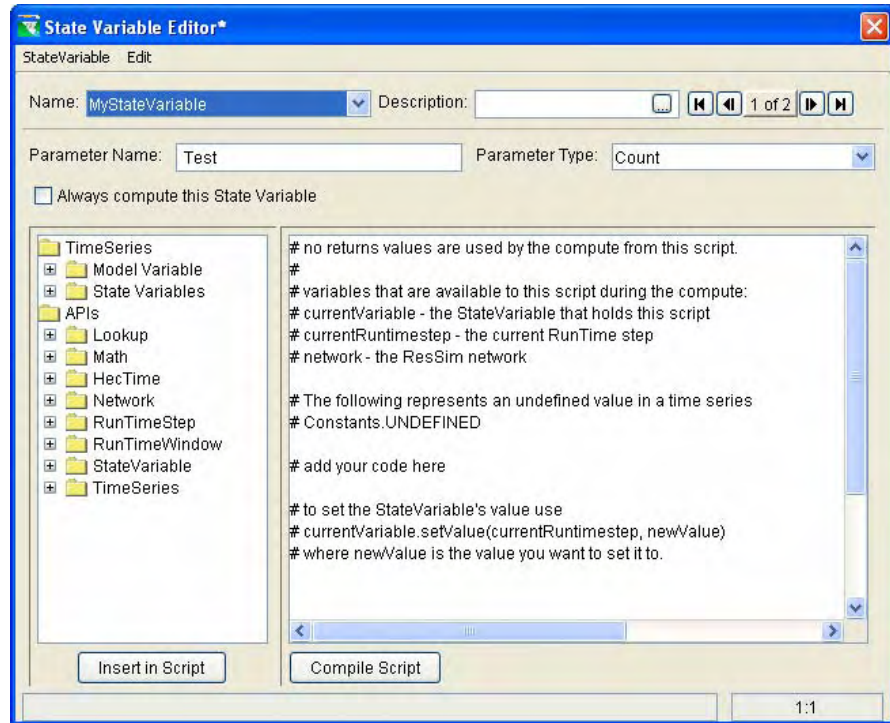 State Variable Editor*
StateVariable Edit
Name: MyStateVariable Description: ... 1 of 2
Parameter Name: Test Parameter Type: Count
Always compute this State Variable
TimeSeries
Model Variable
State Variables
APIs
Lookup
Math
HecTime
Network
RunTimeStep
RunTimeWindow
StateVariable
TimeSeries
Insert in Script
# no returns values are used by the compute from this script.
#
# variables that are available to this script during the compute:
# currentVariable - the StateVariable that holds this script
# currentRuntimestep - the current RunTime step
# network - the ResSim network
# The following represents an undefined value in a time series
# Constants.UNDEFINED
# add your code here
# to set the StateVariable's value use
# currentVariable.setValue(currentRuntimestep, newValue)
# where newValue is the value you want to set it to.
Compile Script
1:1